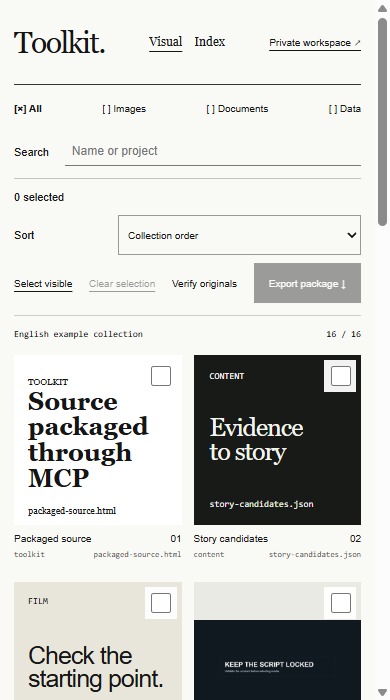 Toolkit.
Visual Index
Private workspace ↗
[×] All [ ] Images [ ] Documents [ ] Data
Search Name or project
0 selected
Sort Collection order
Select visible Clear selection Verify originals Export package ↓
English example collection 16 / 16
TOOLKIT
Source
packaged
through
MCP
packaged-source.html
Packaged source 01
toolkit packaged-source.html
CONTENT
Evidence
to story
story-candidates.json
Story candidates 02
content story-candidates.json
FILM
Check the
starting point.
KEEP THE SCRIPT LOCKED